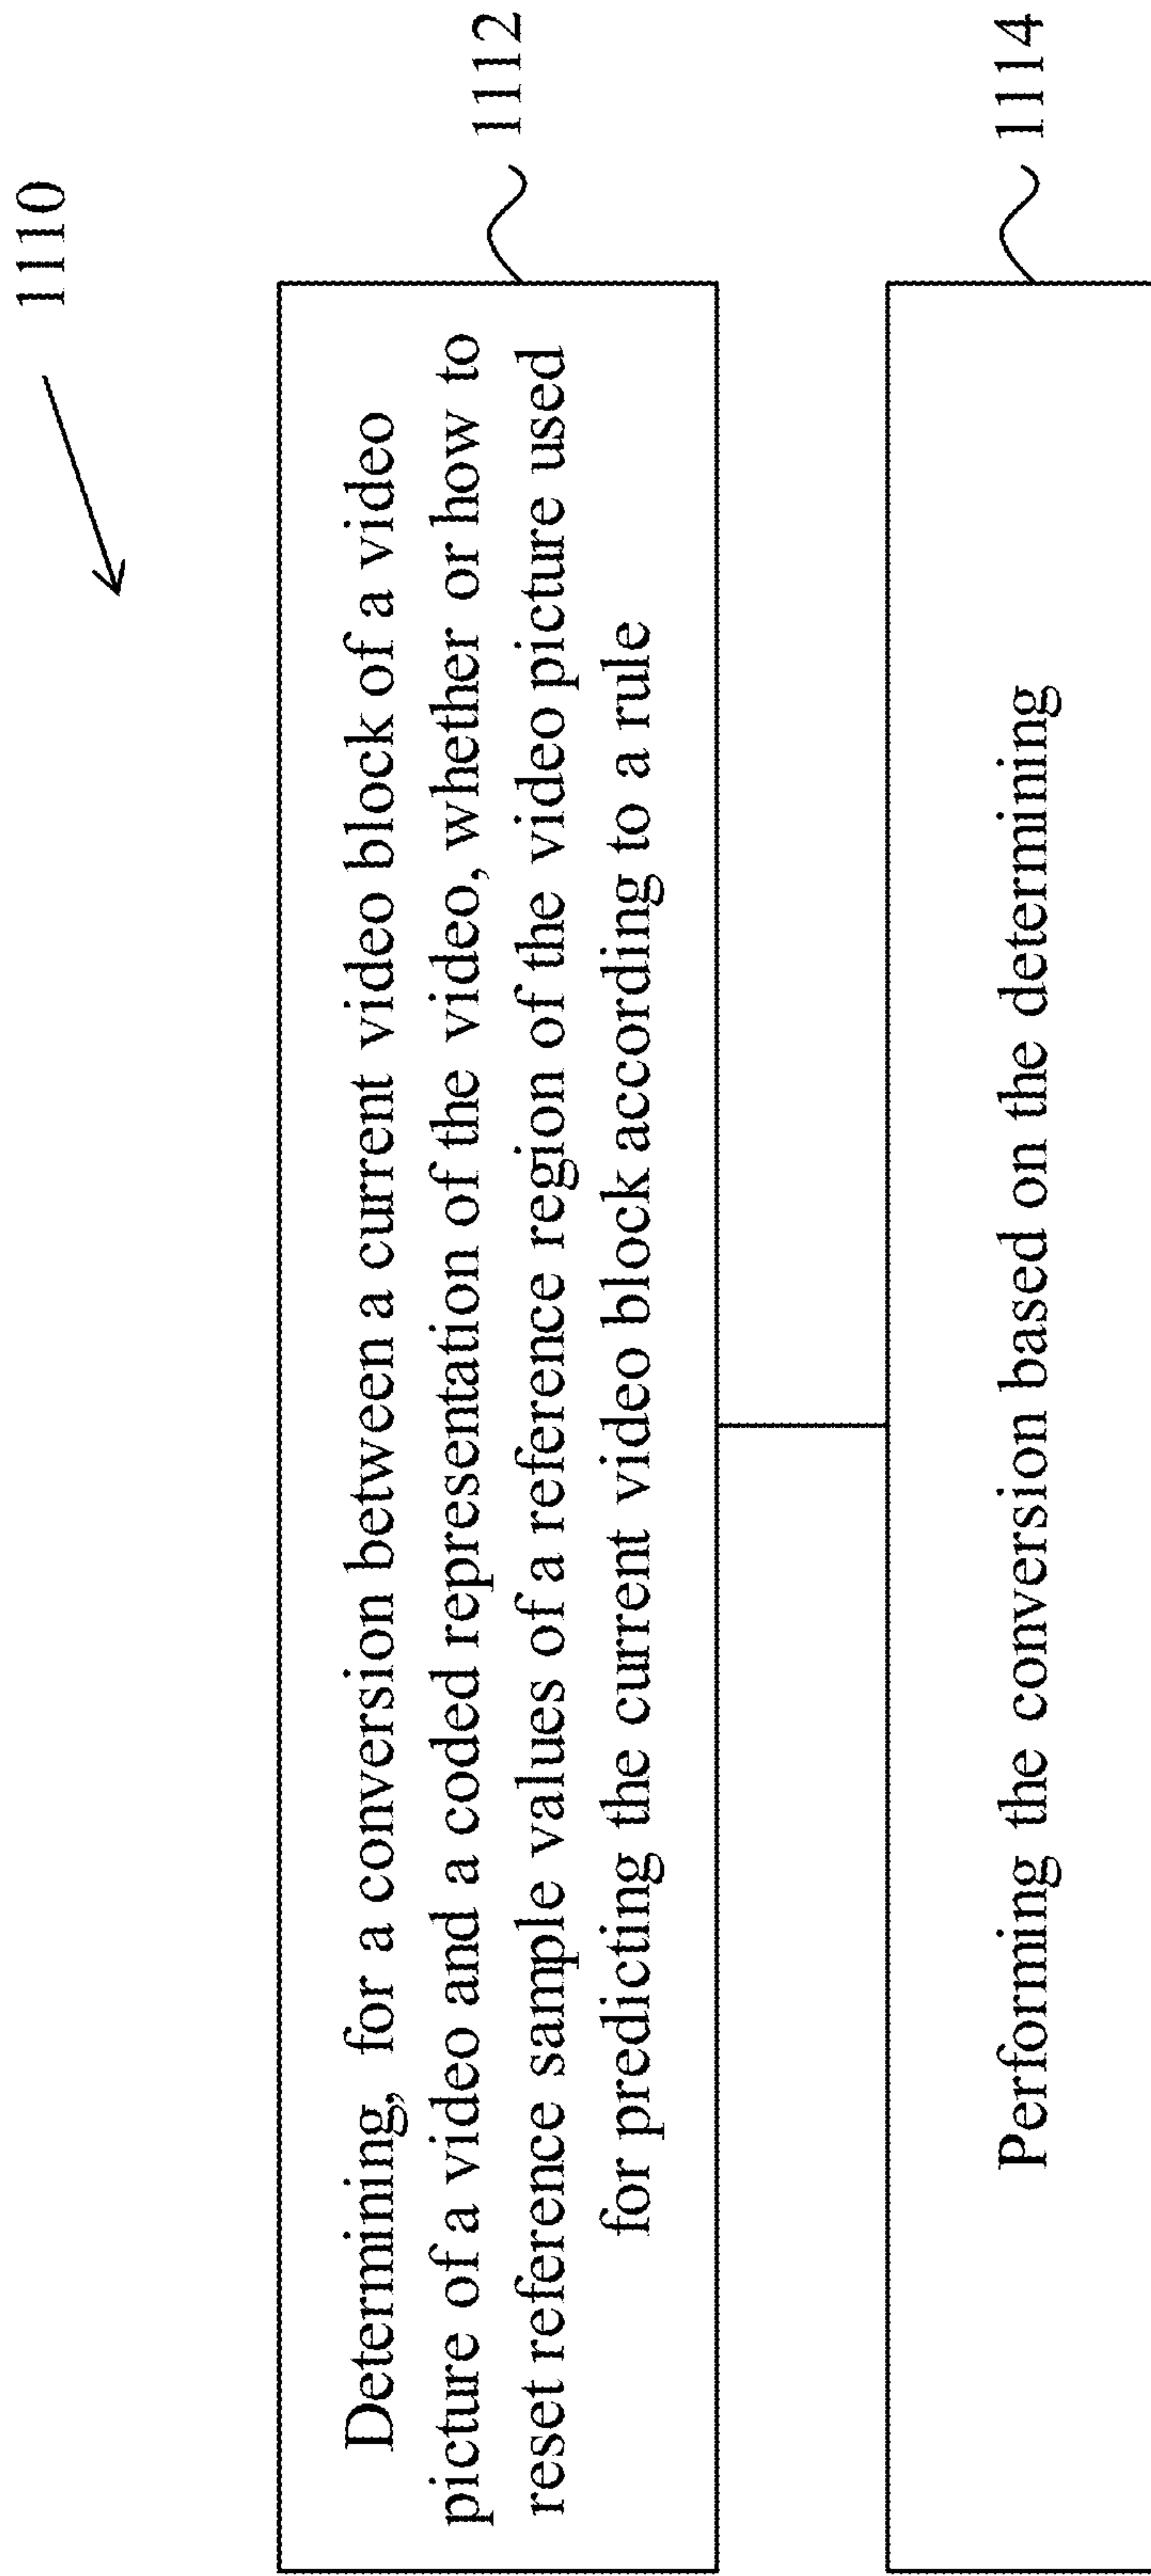 1110
Determining, for a conversion between a current video block of a video
picture of a video and a coded representation of the video, whether or how to
reset reference sample values of a reference region of the video picture used
for predicting the current video block according to a rule
1112
Performing the conversion based on the determining
1114